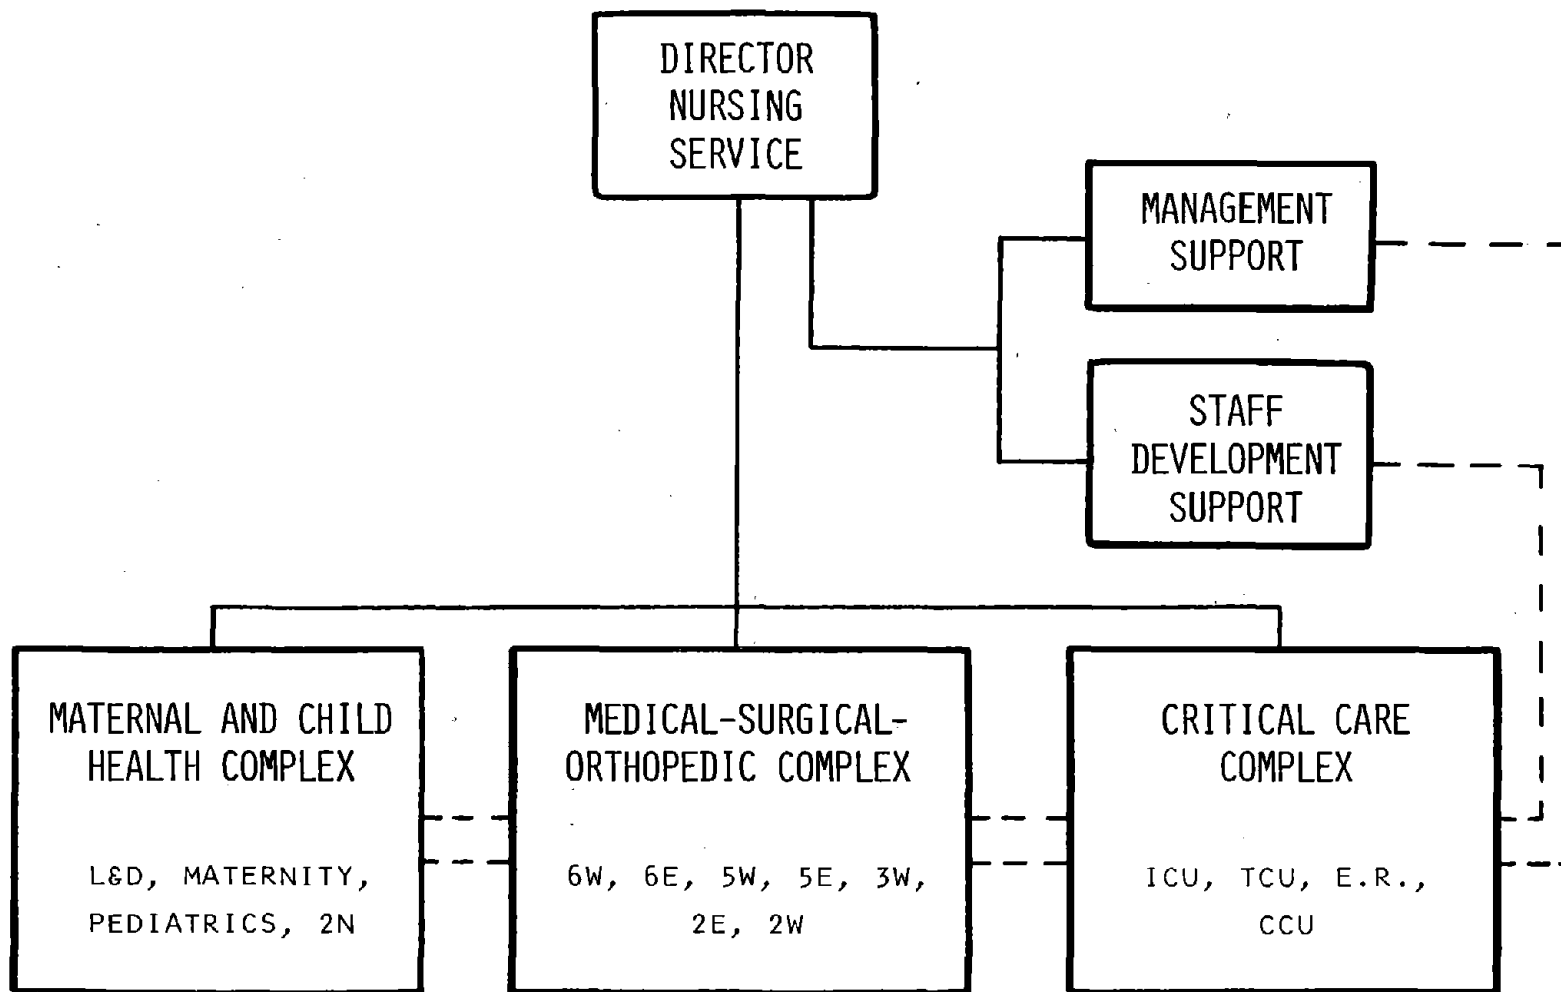 DIRECTOR
NURSING
SERVICE
MANAGEMENT
SUPPORT
STAFF
DEVELOPMENT
SUPPORT
MATERNAL AND CHILD
HEALTH COMPLEX
L&D, MATERNITY,
PEDIATRICS, 2N
MEDICAL-SURGICAL-
ORTHOPEDIC COMPLEX
6W, 6E, 5W, 5E, 3W,
2E, 2W
CRITICAL CARE
COMPLEX
ICU, TCU, E.R.,
CCU